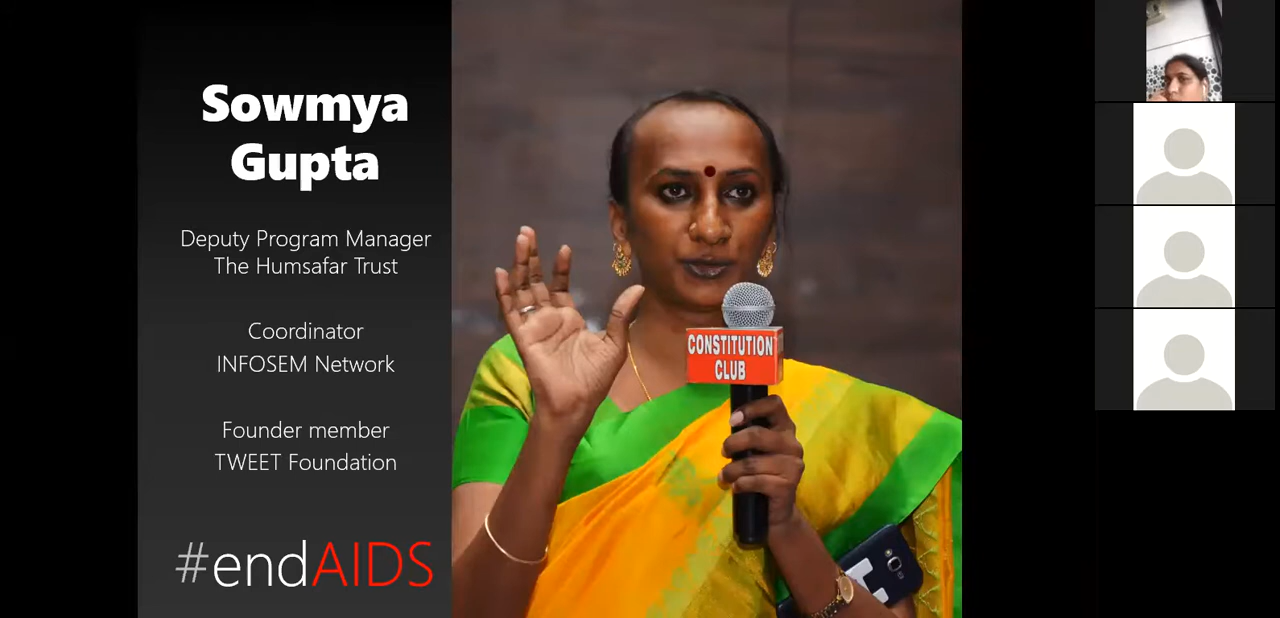 Sowmya
Gupta
Deputy Program Manager
The Humsafar Trust
Coordinator
INFOSEM Network
Founder member
TWEET Foundation
#endAIDS
CONSTITUTION
CLUB